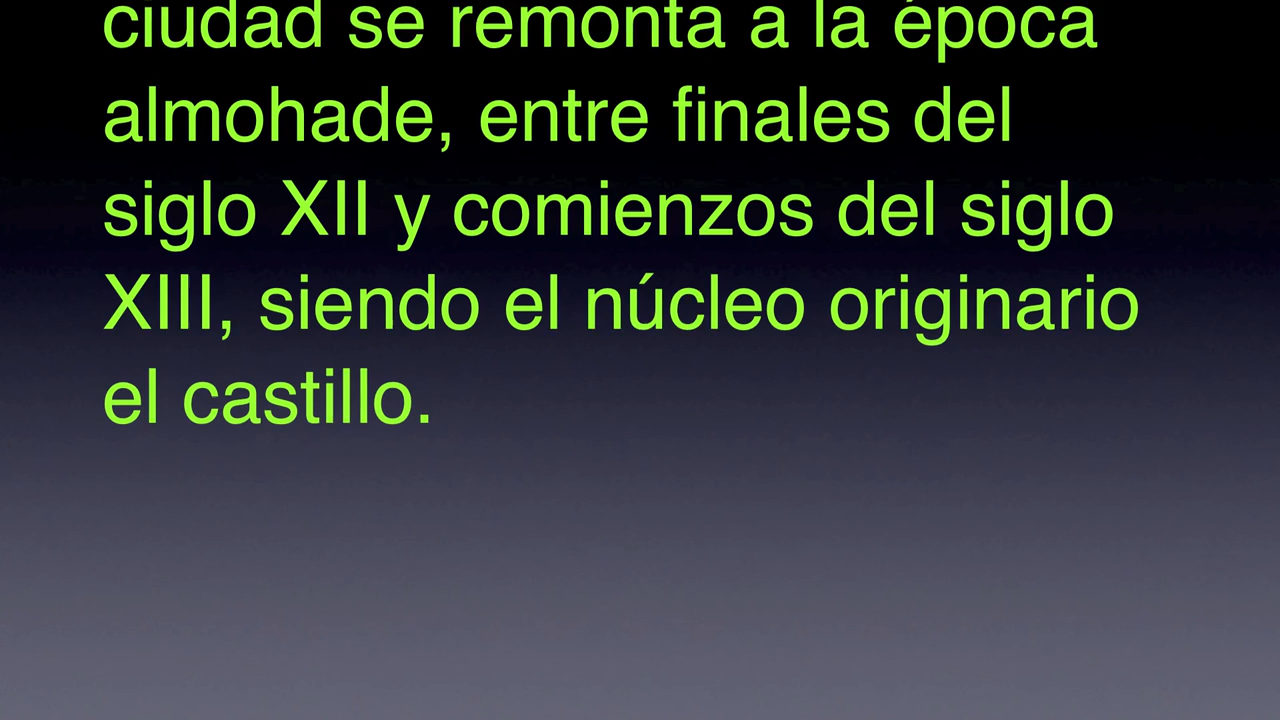 ciudad se remonta a la época
almohade, entre finales del
siglo XII y comienzos del siglo
XIII, siendo el núcleo originario
el castillo.